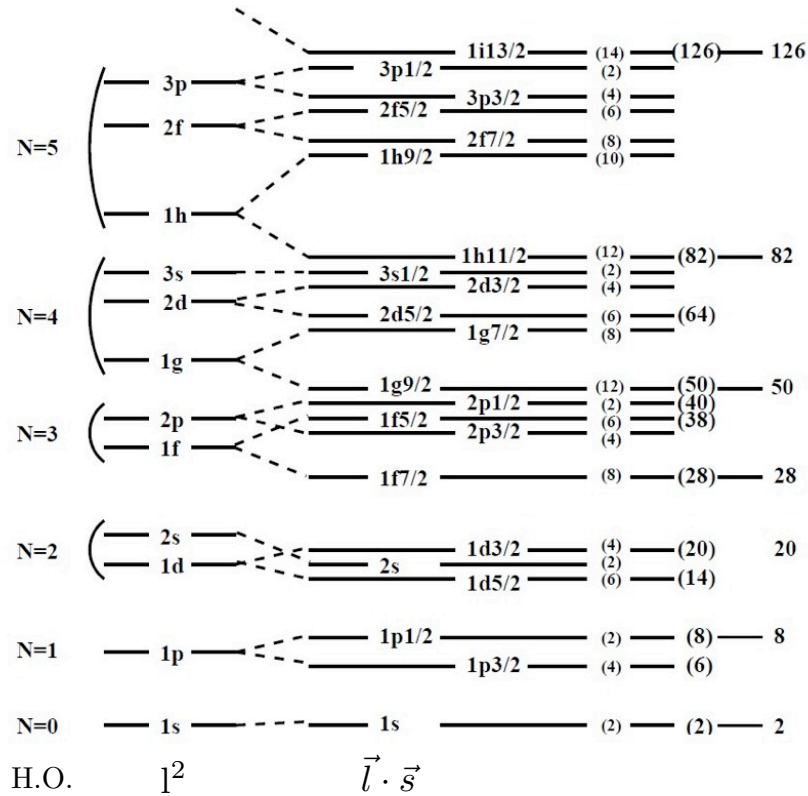 1i13/2 (14) (126) 126
3p1/2 (2)
3p
3p3/2 (4)
2f5/2 (6)
2f
2f7/2 (8)
N=5
1h9/2 (10)
1h
1h11/2 (12) (82) 82
3s 3s1/2 (2)
2d3/2 (4)
2d
N=4 2d5/2 (6) (64)
1g7/2 (8)
1g
1g9/2 (12) (50) 50
2p1/2 (2) (40)
2p 1f5/2 (6) (38)
N=3 2p3/2 (4)
1f
1f7/2 (8) (28) 28
2s
N=2 1d3/2 (4) (20) 20
1d 2s (2)
1d5/2 (6) (14)
1p1/2 (2) (8) 8
N=1 1p
1p3/2 (4) (6)
N=0 1s 1s (2) (2) 2
H.O. l² l⃗ · s⃗